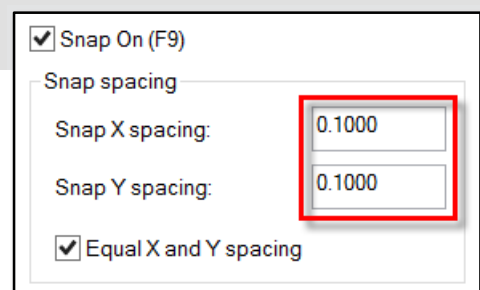 Snap On (F9)
Snap spacing
Snap X spacing: 0.1000
Snap Y spacing: 0.1000
Equal X and Y spacing